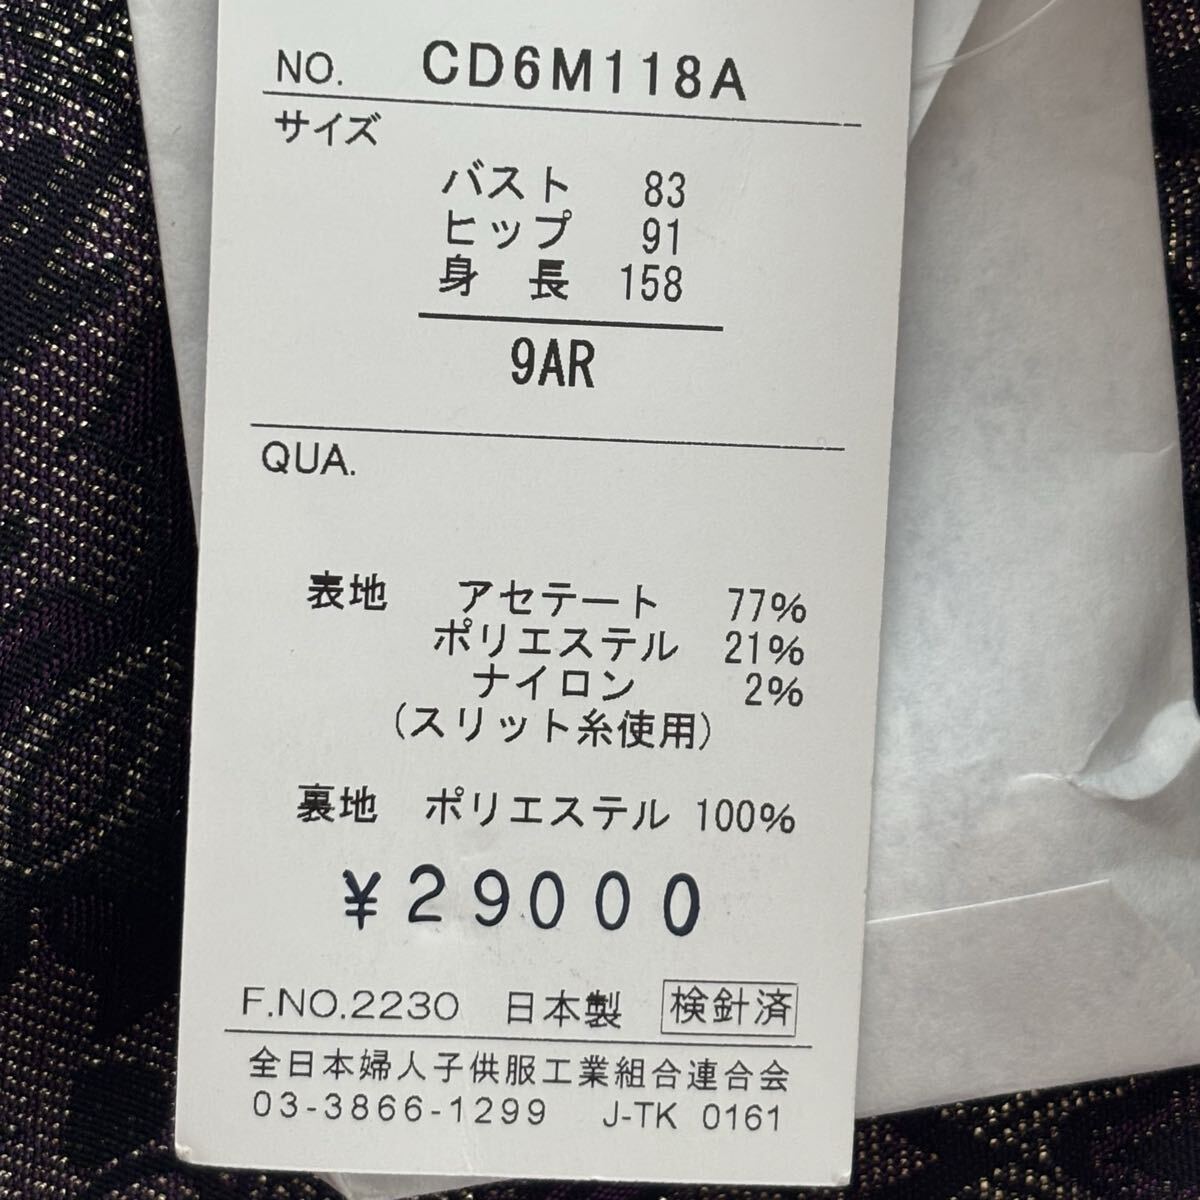 NO. CD6M118A
サイズ
バスト 83
ヒップ 91
身長 158
9AR
QUA.
表地 アセテート 77%
ポリエステル 21%
ナイロン 2%
(スリット糸使用)
裏地 ポリエステル 100%
¥29000
F.NO.2230 日本製 検針済
全日本婦人子供服工業組合連合会
03-3866-1299 J-TK 0161